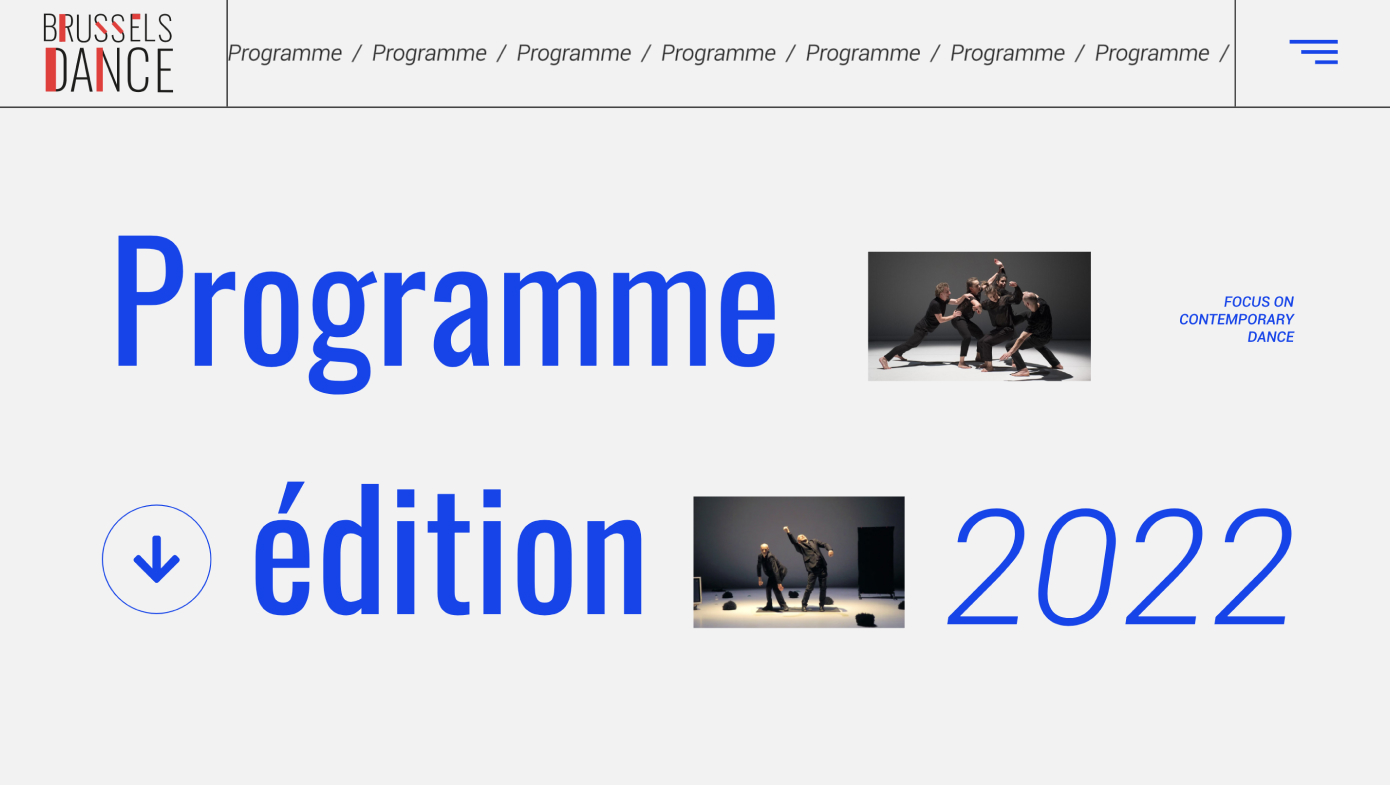 BRUSSELS
DANCE
Programme / Programme / Programme / Programme / Programme / Programme / Programme /
Programme
FOCUS ON
CONTEMPORARY
DANCE
édition 2022